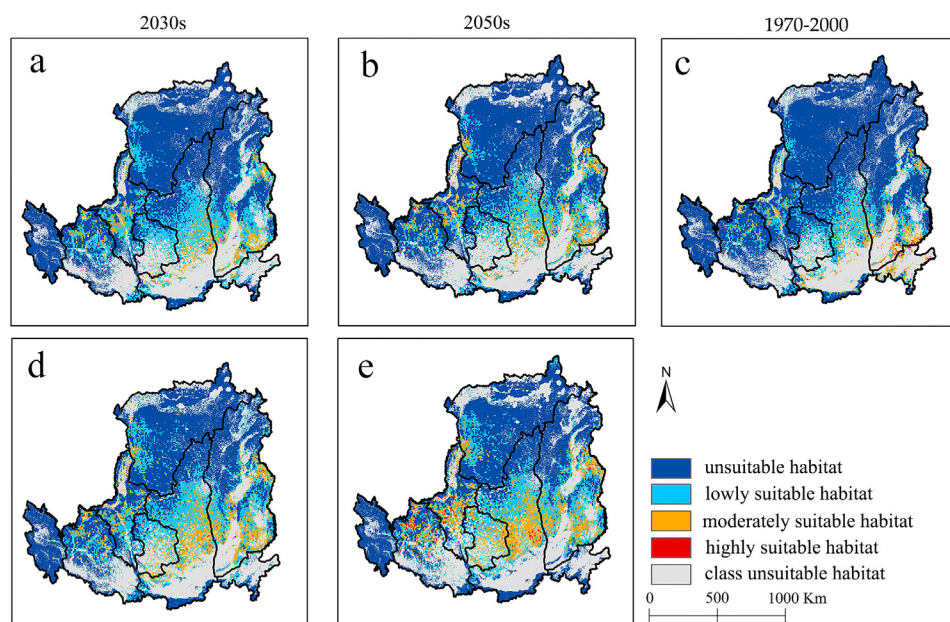 2030s
2050s
1970-2000
a
b
c
d
e
N
unsuitable habitat
lowly suitable habitat
moderately suitable habitat
highly suitable habitat
class unsuitable habitat
0 500 1000 Km